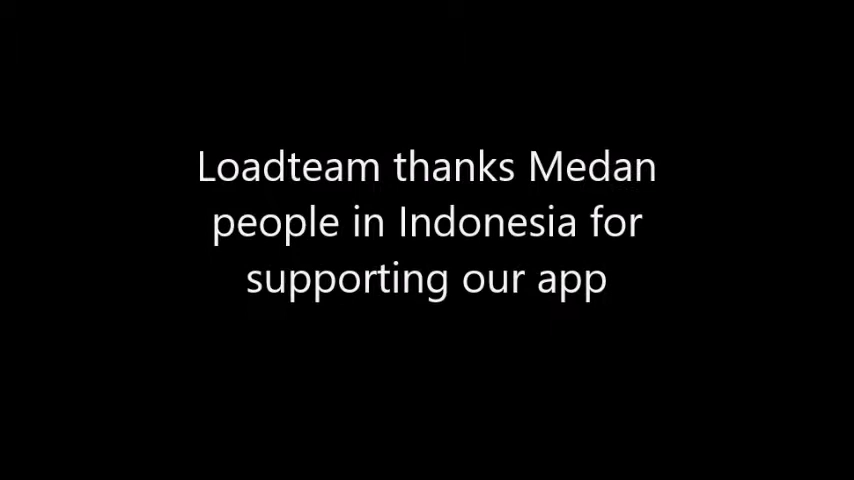 Loadteam thanks Medan
people in Indonesia for
supporting our app